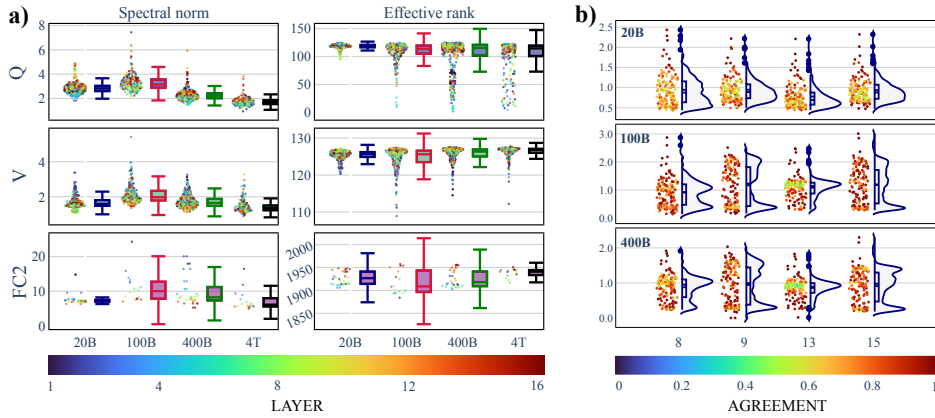 a)
Spectral norm
Effective rank
Q
8
6
4
2
150
100
50
0
V
4
2
130
120
110
FC2
20
10
0
2000
1950
1900
1850
20B 100B 400B 4T
20B 100B 400B 4T
1 4 8 12 16
LAYER
b)
20B
2.5
2.0
1.5
1.0
0.5
100B
3.0
2.0
1.0
0.0
400B
2.0
1.0
0.0
8 9 13 15
0 0.2 0.4 0.6 0.8 1
AGREEMENT